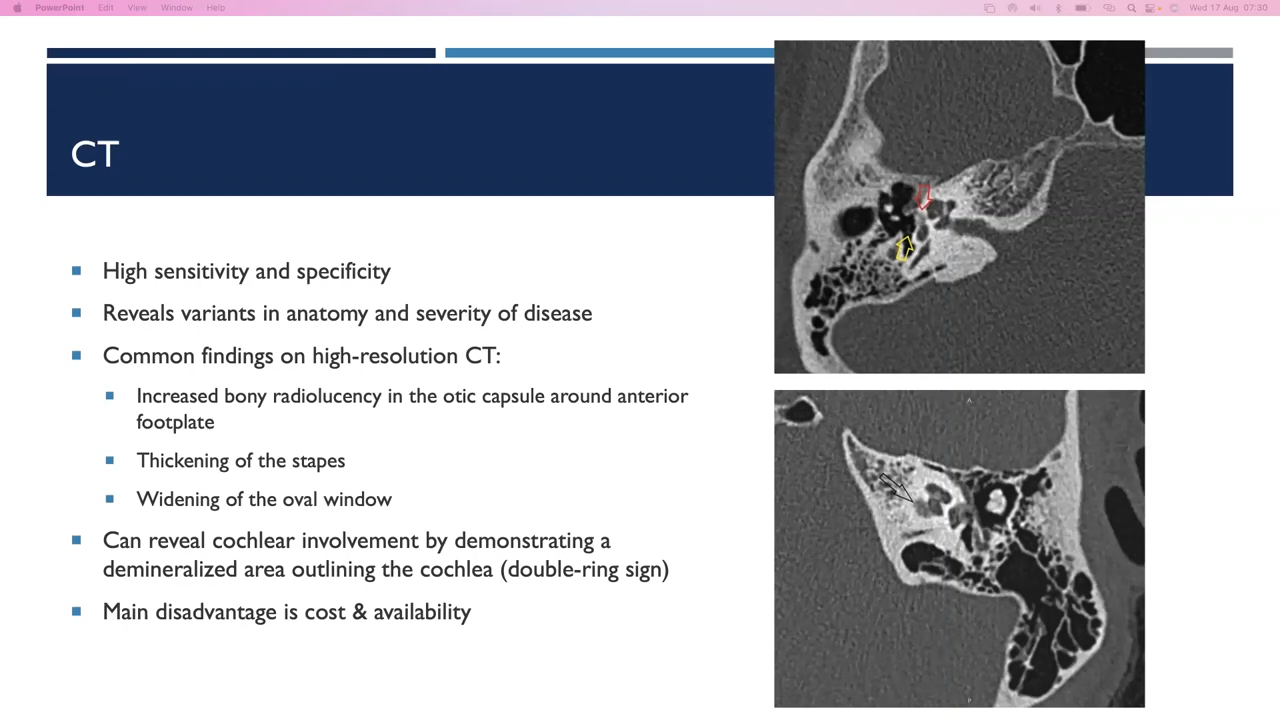 PowerPoint Edit View Window Help Wed 17 Aug 07:30
CT
High sensitivity and specificity
Reveals variants in anatomy and severity of disease
Common findings on high-resolution CT:
Increased bony radiolucency in the otic capsule around anterior
footplate
Thickening of the stapes
Widening of the oval window
Can reveal cochlear involvement by demonstrating a
demineralized area outlining the cochlea (double-ring sign)
Main disadvantage is cost & availability
A
P